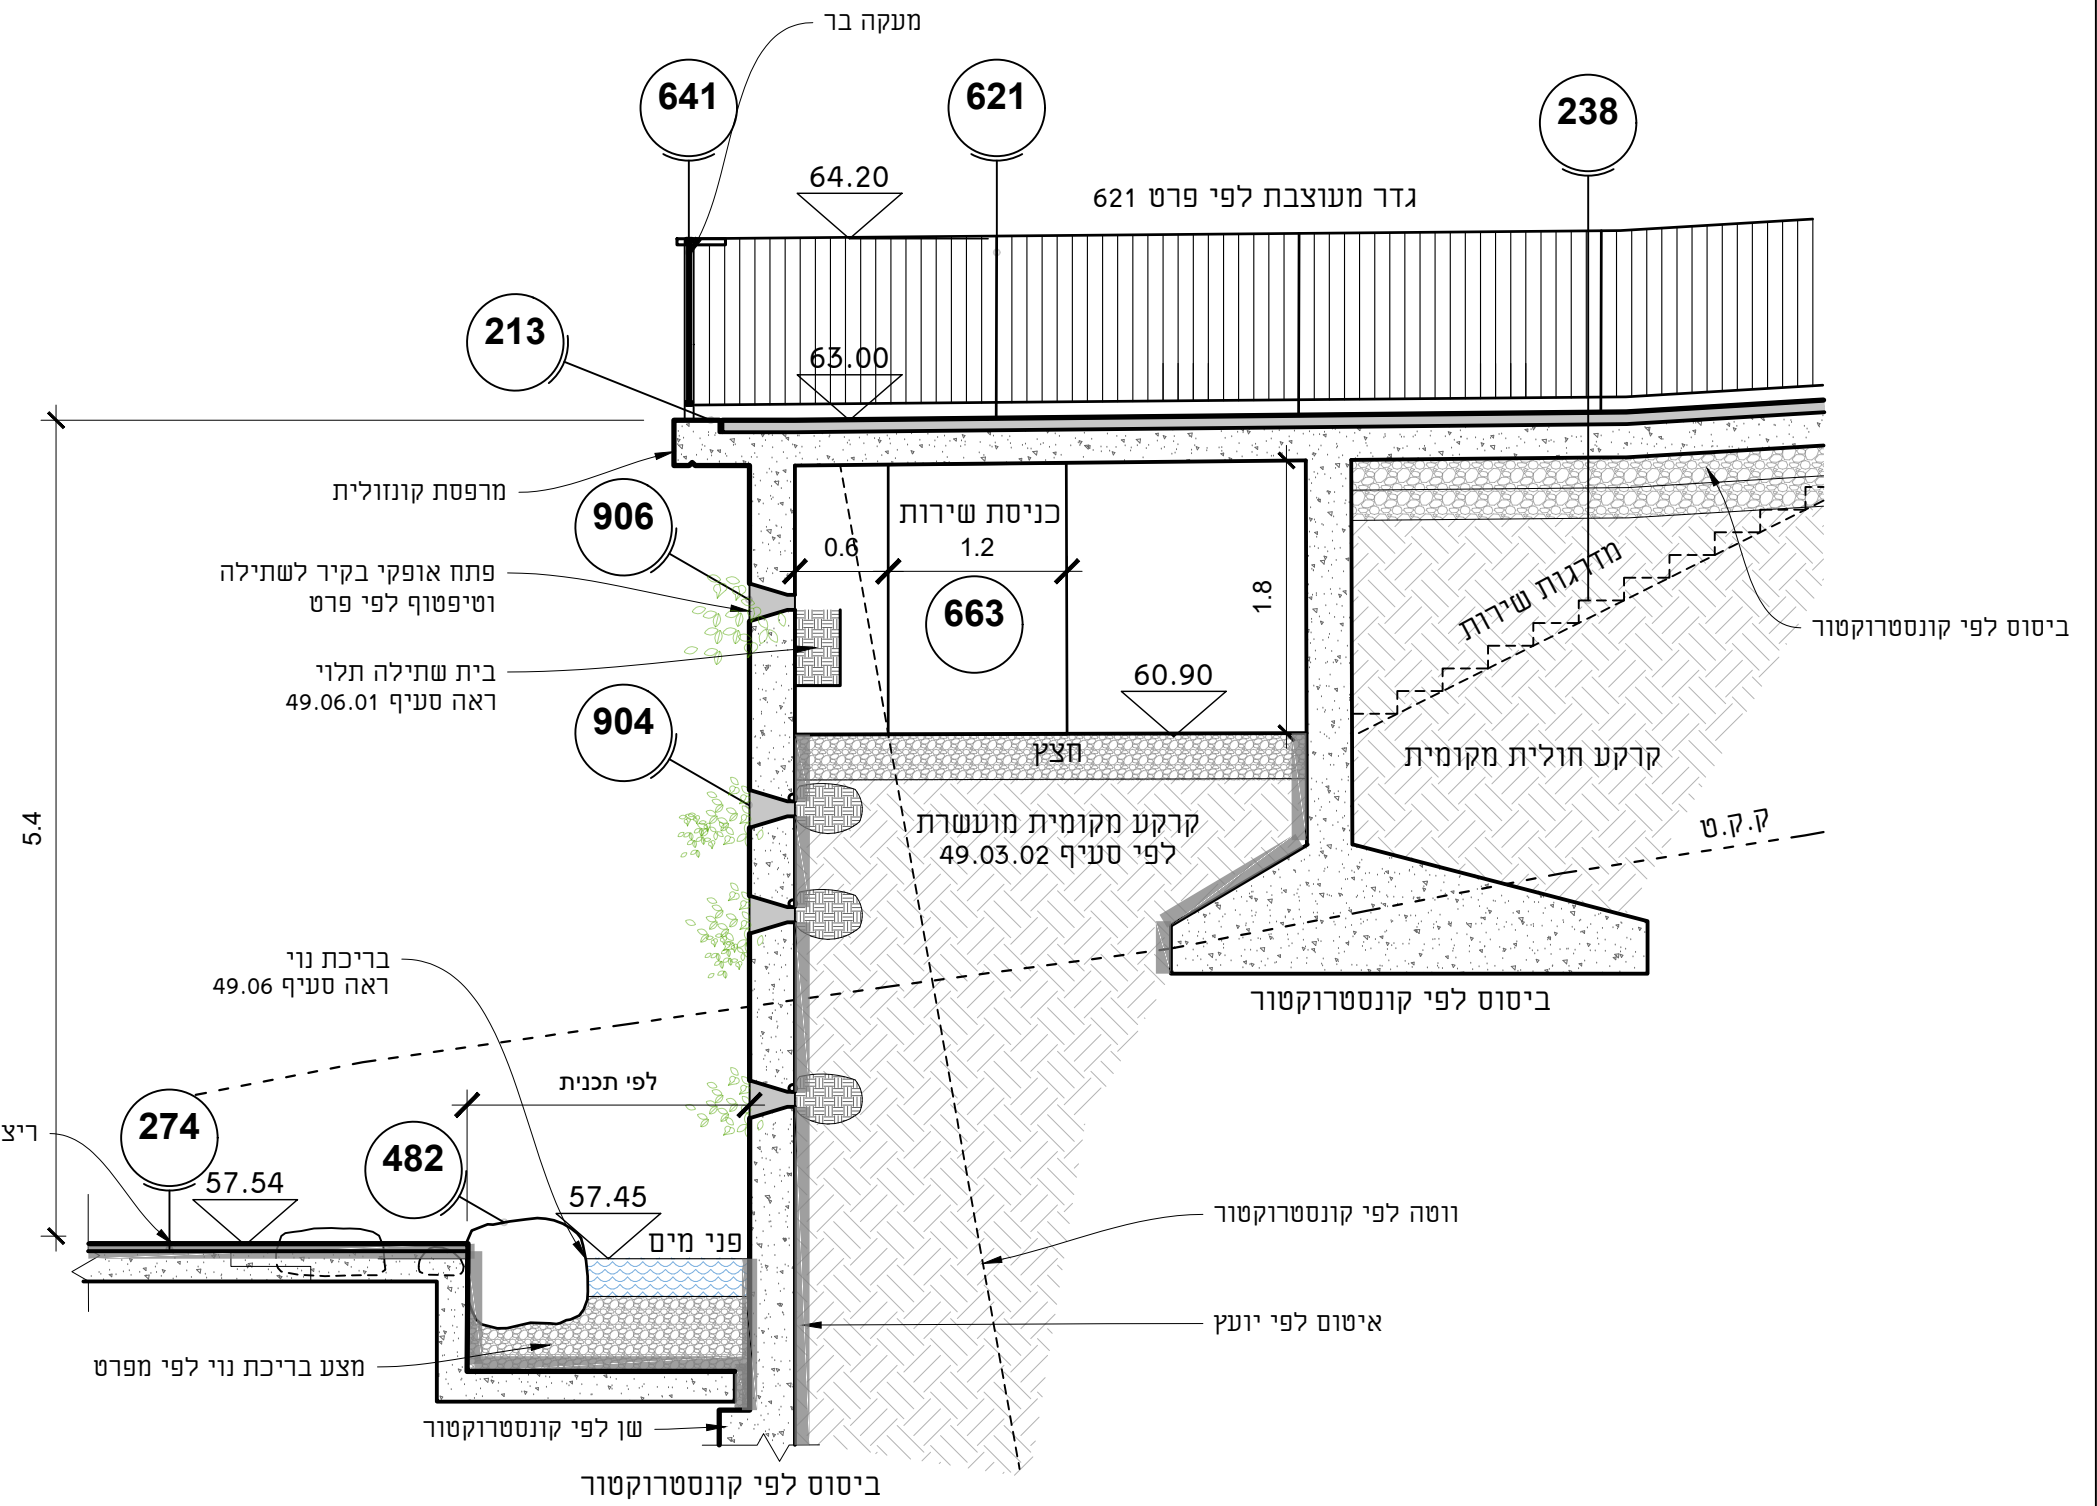 מעקה בר
641
621
238
64.20
גדר מעוצבת לפי פרט 621
213
63.00
מרפסת קונזולית
906
כניסת שירות
0.6
1.2
663
1.8
פתח אופקי בקיר לשתילה
וטיפטוף לפי פרט
בית שתילה תלוי
ראה סעיף 49.06.01
מדרגות שירות
ביסוס לפי קונסטרוקטור
60.90
904
חצץ
קרקע חולית מקומית
קרקע מקומית מועשרת
לפי סעיף 49.03.02
ק.ק.ט
5.4
בריכת נוי
ראה סעיף 49.06
ביסוס לפי קונסטרוקטור
לפי תכנית
274
ריצ
482
57.54
57.45
פני מים
ווטה לפי קונסטרוקטור
איטום לפי יועץ
מצע בריכת נוי לפי מפרט
שן לפי קונסטרוקטור
ביסוס לפי קונסטרוקטור